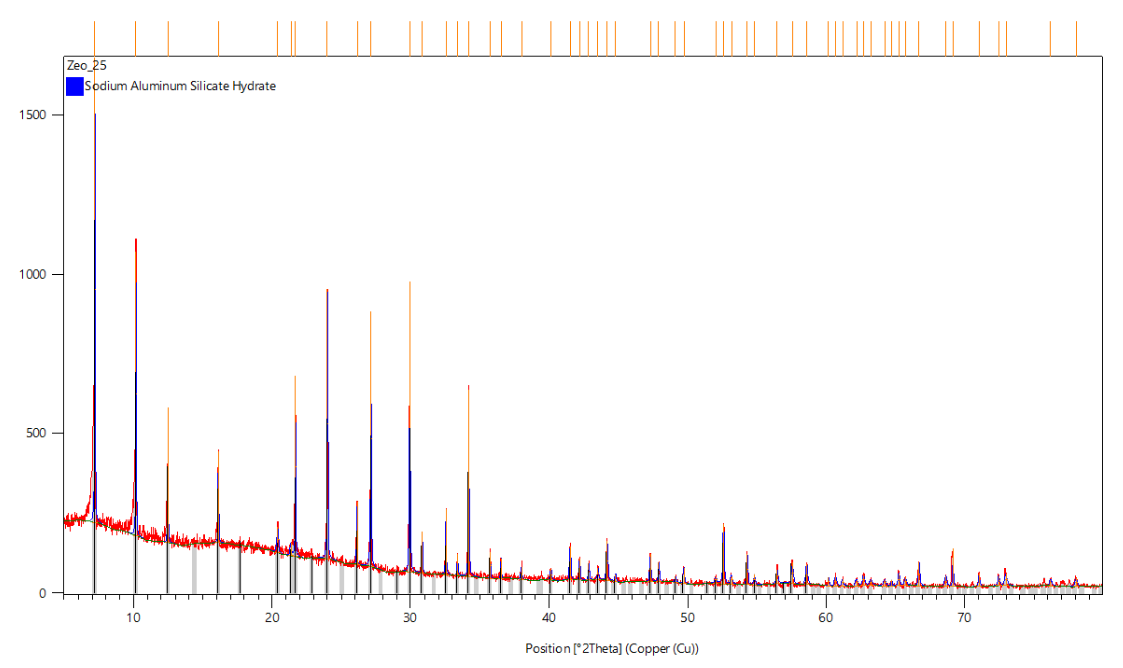 Zeo_25
Sodium Aluminum Silicate Hydrate
1500
1000
500
0
10 20 30 40 50 60 70
Position [°2Theta] (Copper (Cu))